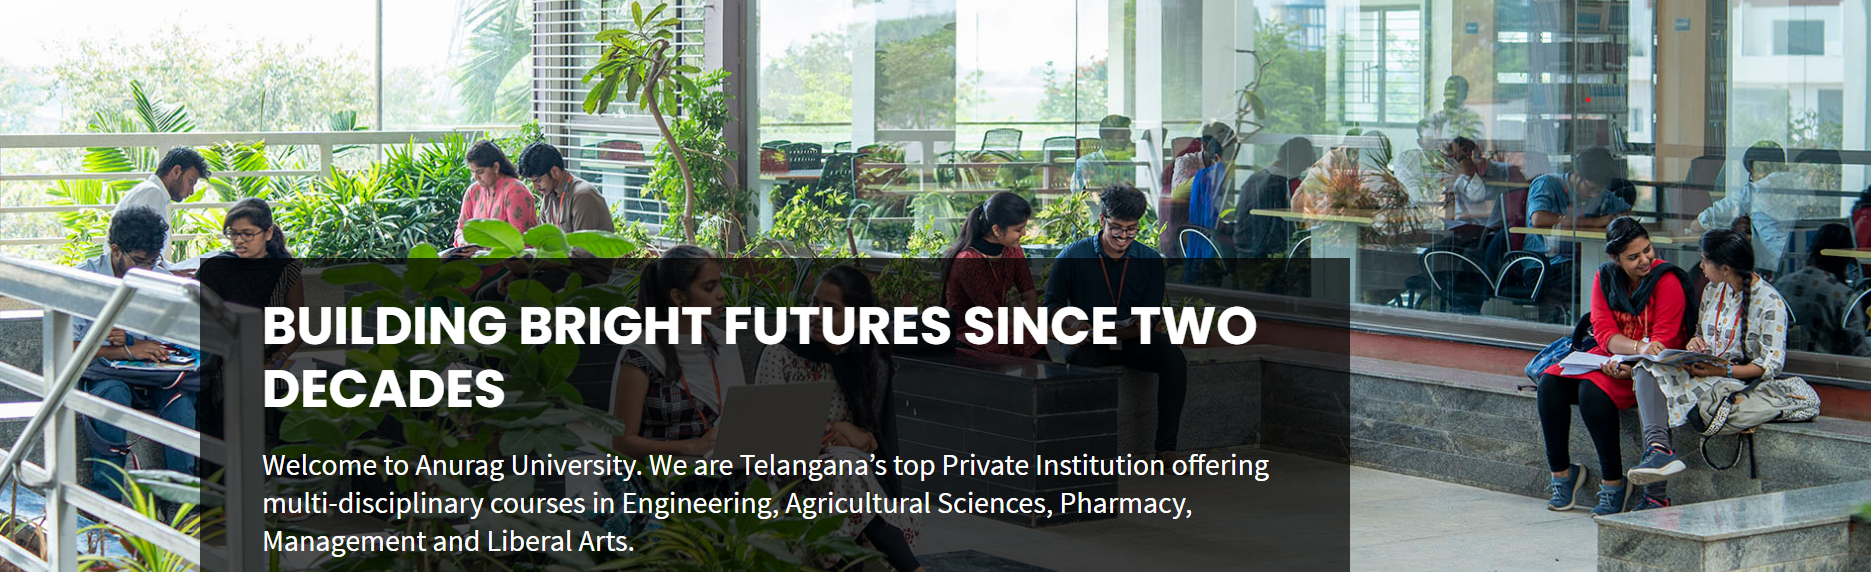 BUILDING BRIGHT FUTURES SINCE TWO
DECADES
Welcome to Anurag University. We are Telangana’s top Private Institution offering
multi-disciplinary courses in Engineering, Agricultural Sciences, Pharmacy,
Management and Liberal Arts.